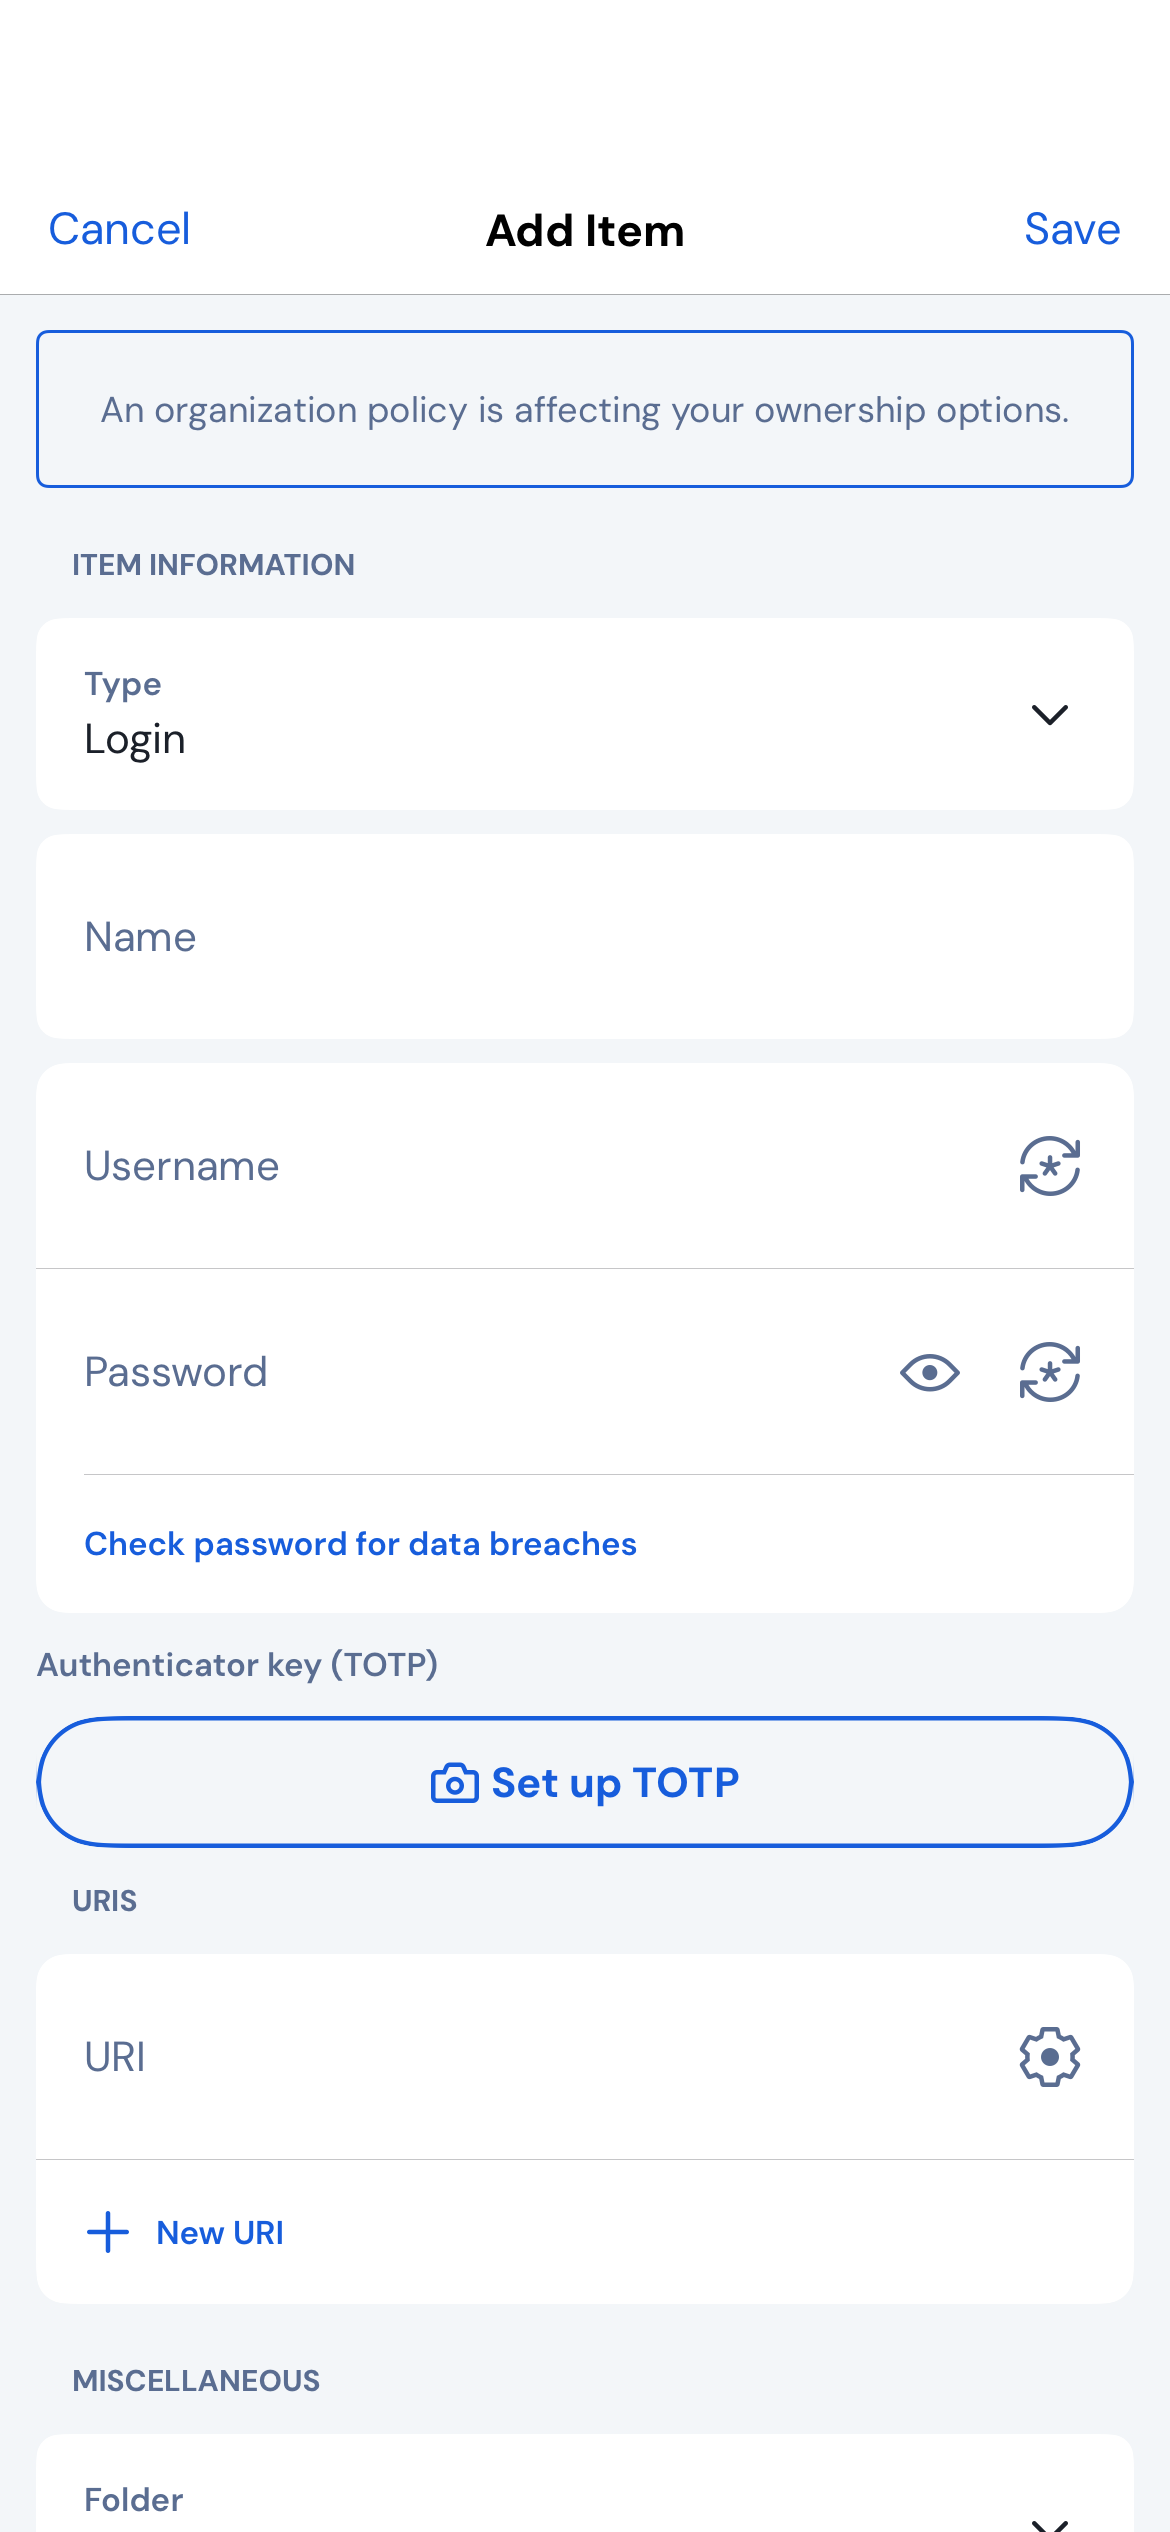 Cancel
Add Item
Save
An organization policy is affecting your ownership options.
ITEM INFORMATION
Type
Login
Name
Username
Password
Check password for data breaches
Authenticator key (TOTP)
Set up TOTP
URIS
URI
New URI
MISCELLANEOUS
Folder